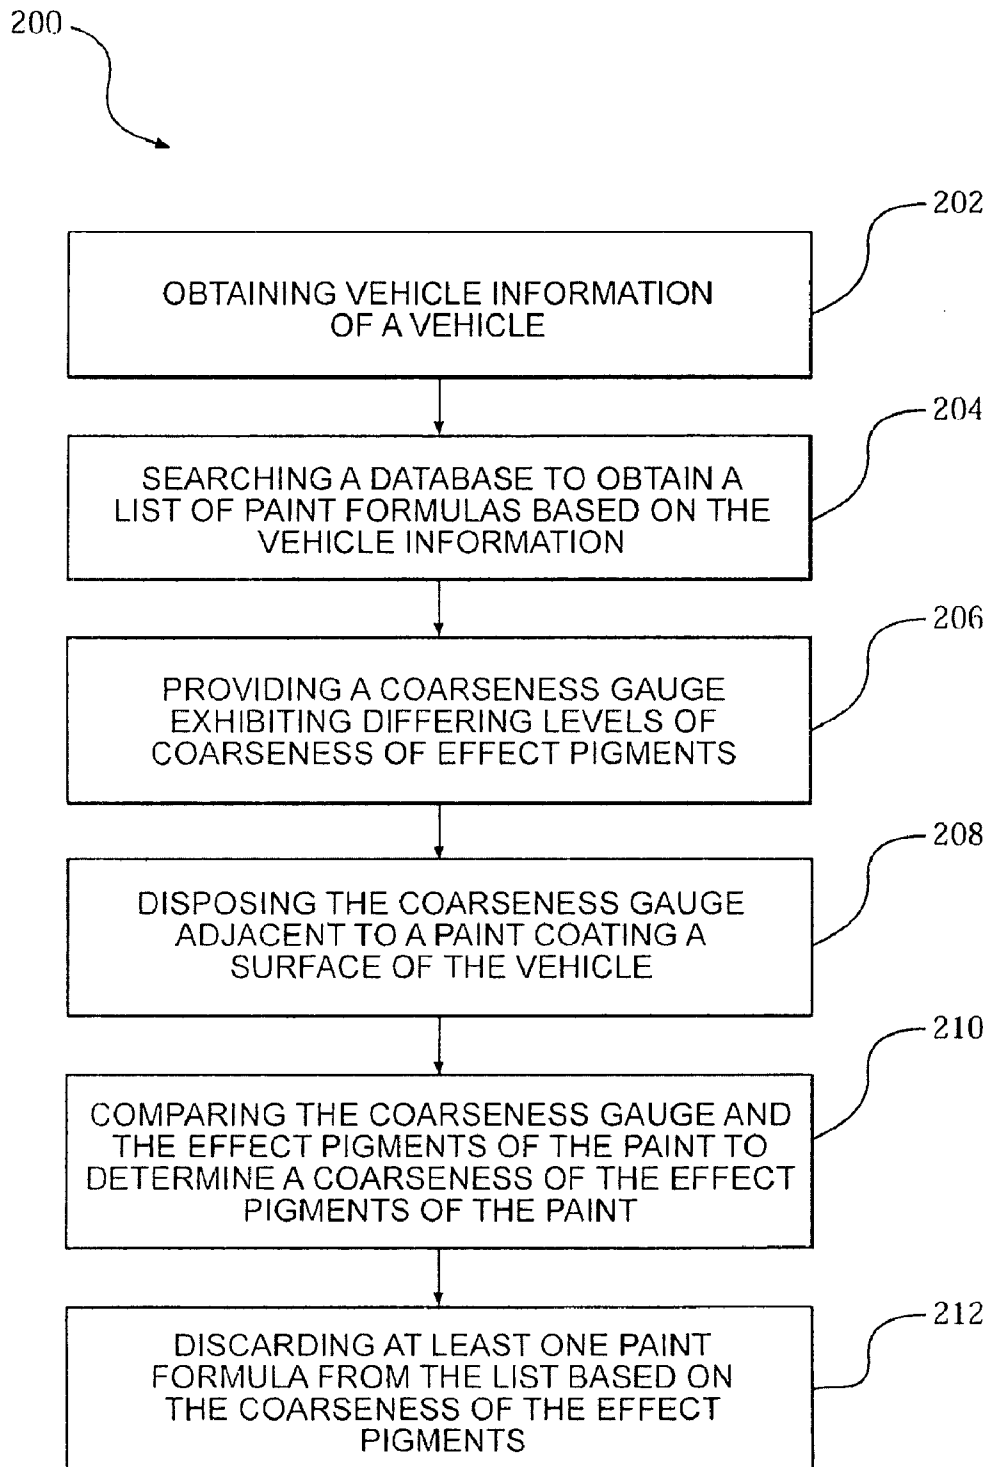 200
202
OBTAINING VEHICLE INFORMATION
OF A VEHICLE
204
SEARCHING A DATABASE TO OBTAIN A
LIST OF PAINT FORMULAS BASED ON THE
VEHICLE INFORMATION
206
PROVIDING A COARSENESS GAUGE
EXHIBITING DIFFERING LEVELS OF
COARSENESS OF EFFECT PIGMENTS
208
DISPOSING THE COARSENESS GAUGE
ADJACENT TO A PAINT COATING A
SURFACE OF THE VEHICLE
210
COMPARING THE COARSENESS GAUGE AND
THE EFFECT PIGMENTS OF THE PAINT TO
DETERMINE A COARSENESS OF THE EFFECT
PIGMENTS OF THE PAINT
212
DISCARDING AT LEAST ONE PAINT
FORMULA FROM THE LIST BASED ON
THE COARSENESS OF THE EFFECT
PIGMENTS